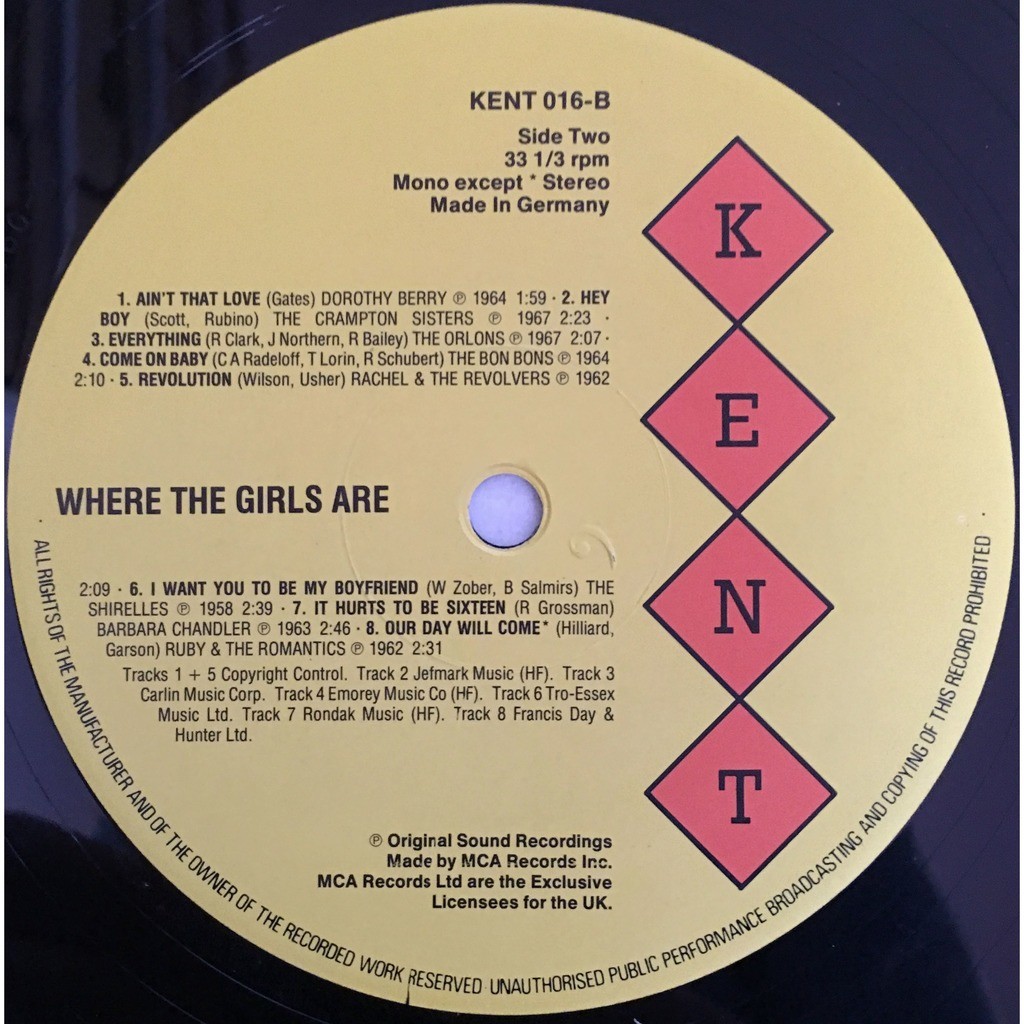 KENT 016-B
Side Two
33 1/3 rpm
Mono except * Stereo
Made In Germany
1. AIN'T THAT LOVE (Gates) DOROTHY BERRY ℗ 1964 1:59 · 2. HEY
BOY (Scott, Rubino) THE CRAMPTON SISTERS ℗ 1967 2:23 ·
3. EVERYTHING (R Clark, J Northern, R Bailey) THE ORLONS ℗ 1967 2:07 ·
4. COME ON BABY (C A Radeloff, T Lorin, R Schubert) THE BON BONS ℗ 1964
2:10 · 5. REVOLUTION (Wilson, Usher) RACHEL & THE REVOLVERS ℗ 1962
WHERE THE GIRLS ARE
2:09 · 6. I WANT YOU TO BE MY BOYFRIEND (W Zober, B Salmirs) THE
SHIRELLES ℗ 1958 2:39 · 7. IT HURTS TO BE SIXTEEN (R Grossman)
BARBARA CHANDLER ℗ 1963 2:46 · 8. OUR DAY WILL COME* (Hilliard,
Garson) RUBY & THE ROMANTICS ℗ 1962 2:31
Tracks 1 + 5 Copyright Control. Track 2 Jefmark Music (HF). Track 3
Carlin Music Corp. Track 4 Emorey Music Co (HF). Track 6 Tro-Essex
Music Ltd. Track 7 Rondak Music (HF). Track 8 Francis Day &
Hunter Ltd.
℗ Original Sound Recordings
Made by MCA Records Inc.
MCA Records Ltd are the Exclusive
Licensees for the UK.
K
E
N
T
ALL RIGHTS OF THE MANUFACTURER AND OF THE OWNER OF THE RECORDED WORK RESERVED UNAUTHORISED PUBLIC PERFORMANCE BROADCASTING AND COPYING OF THIS RECORD PROHIBITED